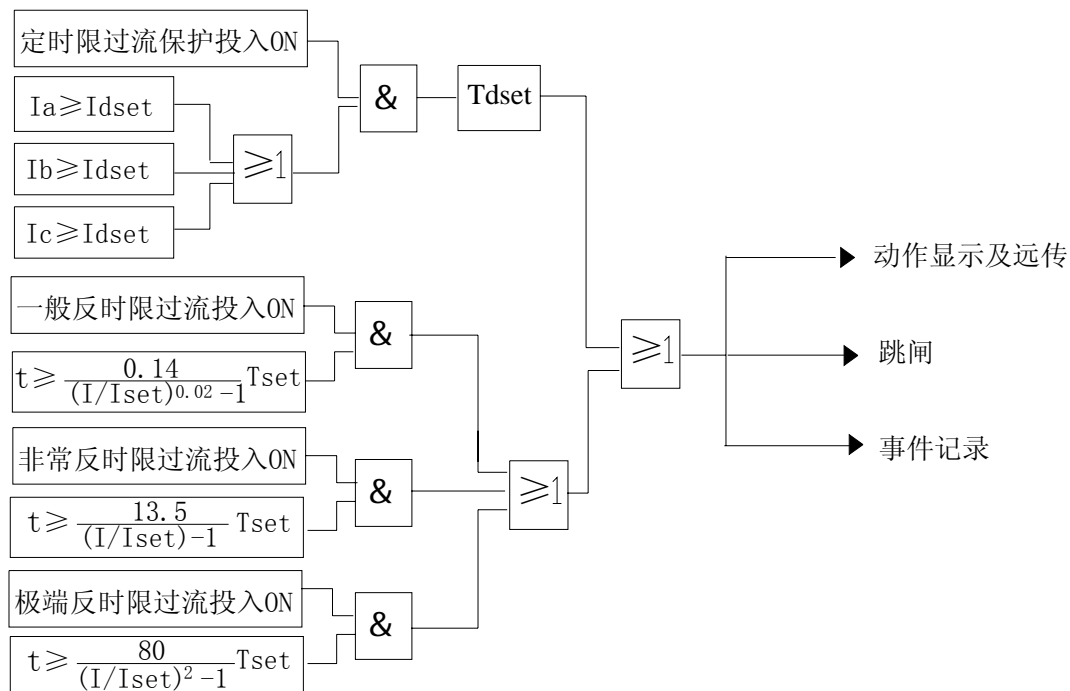 定时限过流保护投入ON
Ia≥Idset
Ib≥Idset
Ic≥Idset
≥1
&
Tdset
一般反时限过流投入ON
t≥0.14/((I/Iset)^0.02-1)Tset
&
非常反时限过流投入ON
t≥13.5/((I/Iset)-1)Tset
&
极端反时限过流投入ON
t≥80/((I/Iset)^2-1)Tset
&
≥1
≥1
动作显示及远传
跳闸
事件记录